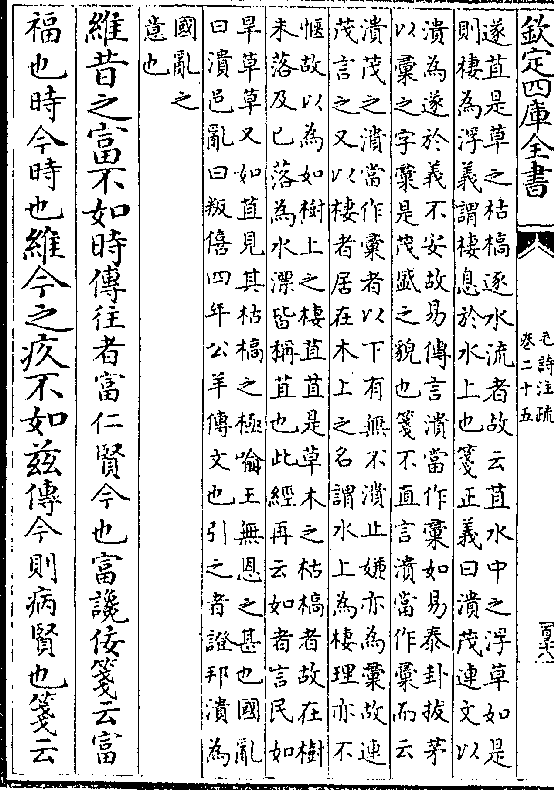 欽定四庫全書
毛詩注疏
卷二十五
遂苴是草之枯槁逐水流者故云苴水中之浮草如是
則棲為浮義謂棲息於水上也箋正義曰潰茂連文以
潰為遂於義不安故易傳言潰當作彚如易泰卦拔茅
以彚之字彚是茂盛之貌也箋不直言潰當作彚而云
潰茂之潰當作彚者以下有無不潰止嫌亦為彚故連
茂言之又以棲者居在木上之名謂水上為棲理亦不
愜故以為如樹上之棲苴苴是草木之枯槁者故在樹
未落及已落為水漂皆稱苴也此經再云如者言民如
旱草草又如苴見其枯槁之極喻王無恩之甚也國亂
曰潰邑亂曰叛僖四年公羊傳文也引之者證邦潰為
國亂之
意也
維昔之富不如時傳往者富仁賢今也富讒佞箋云富
福也時今時也維今之疚不如兹傳今則病賢也箋云